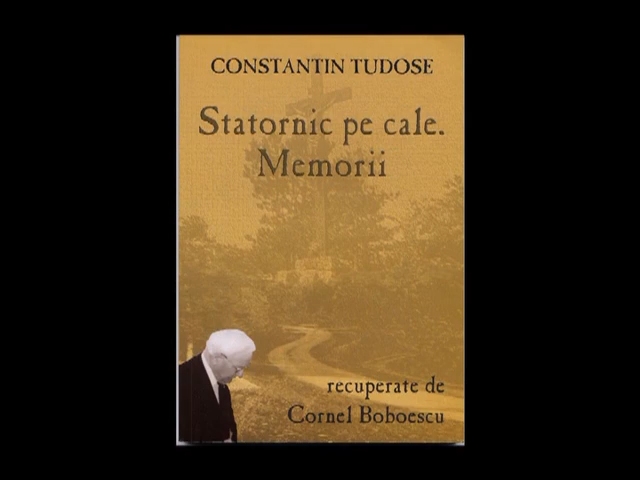 CONSTANTIN TUDOSE
Statornic pe cale.
Memorii
recuperate de
Cornel Boboescu